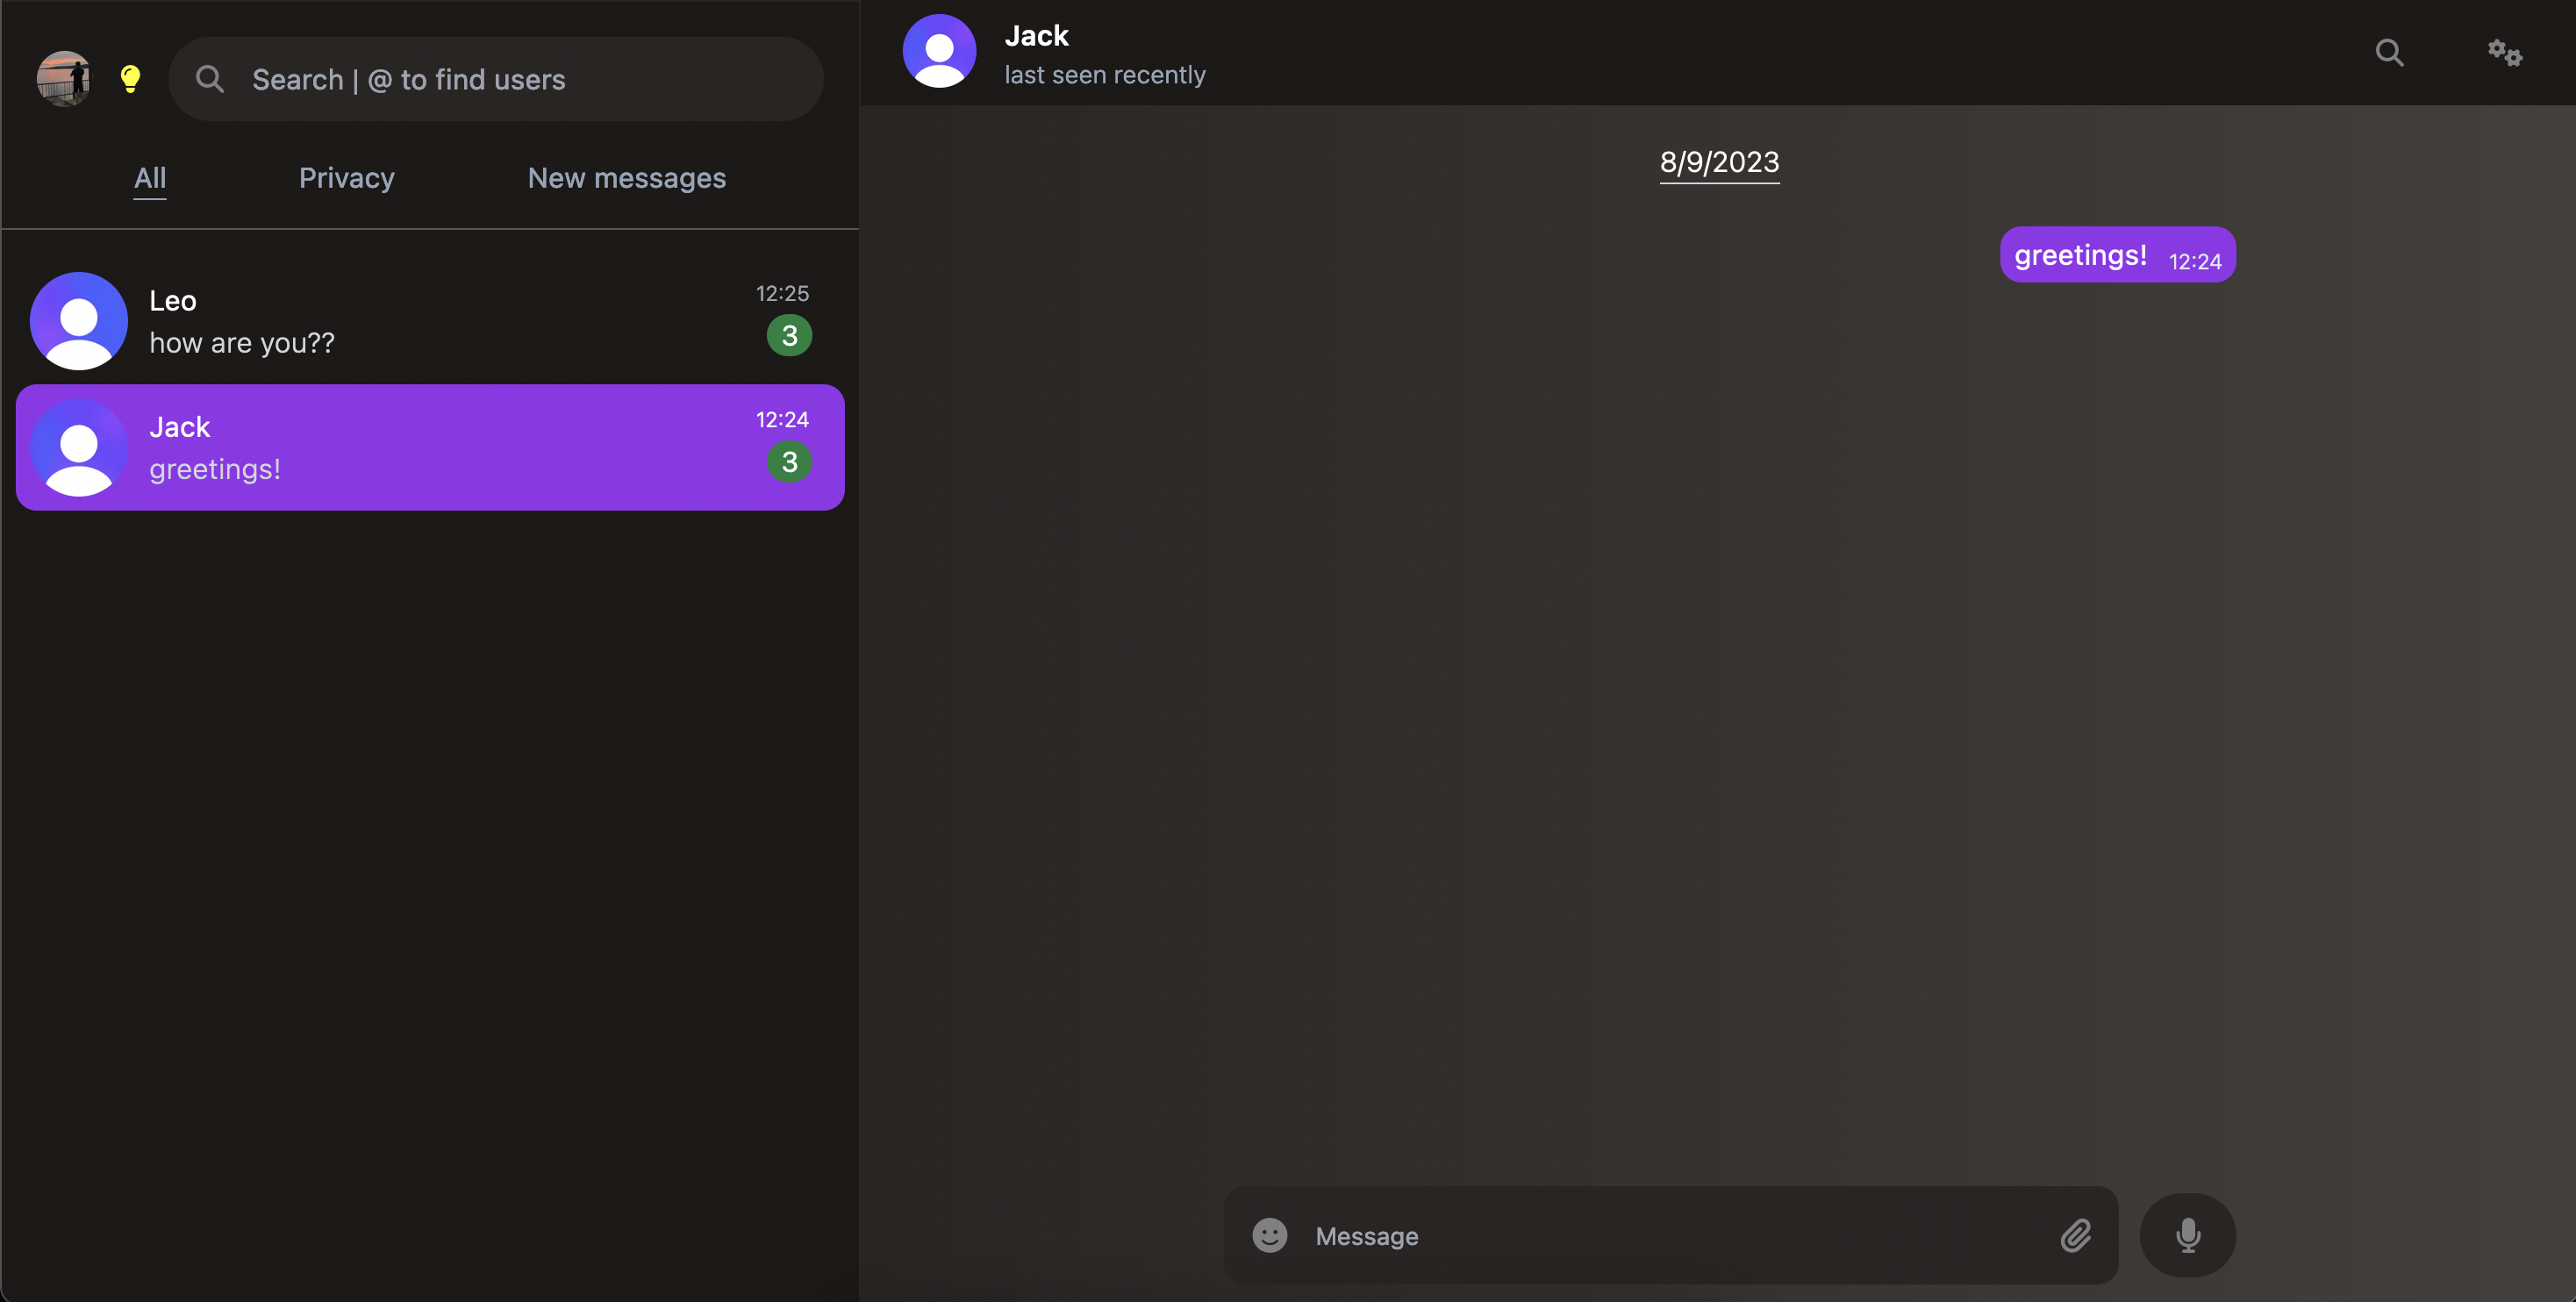 Search | @ to find users
All
Privacy
New messages
Leo
12:25
how are you??
3
Jack
12:24
greetings!
3
Jack
last seen recently
8/9/2023
greetings! 12:24
Message